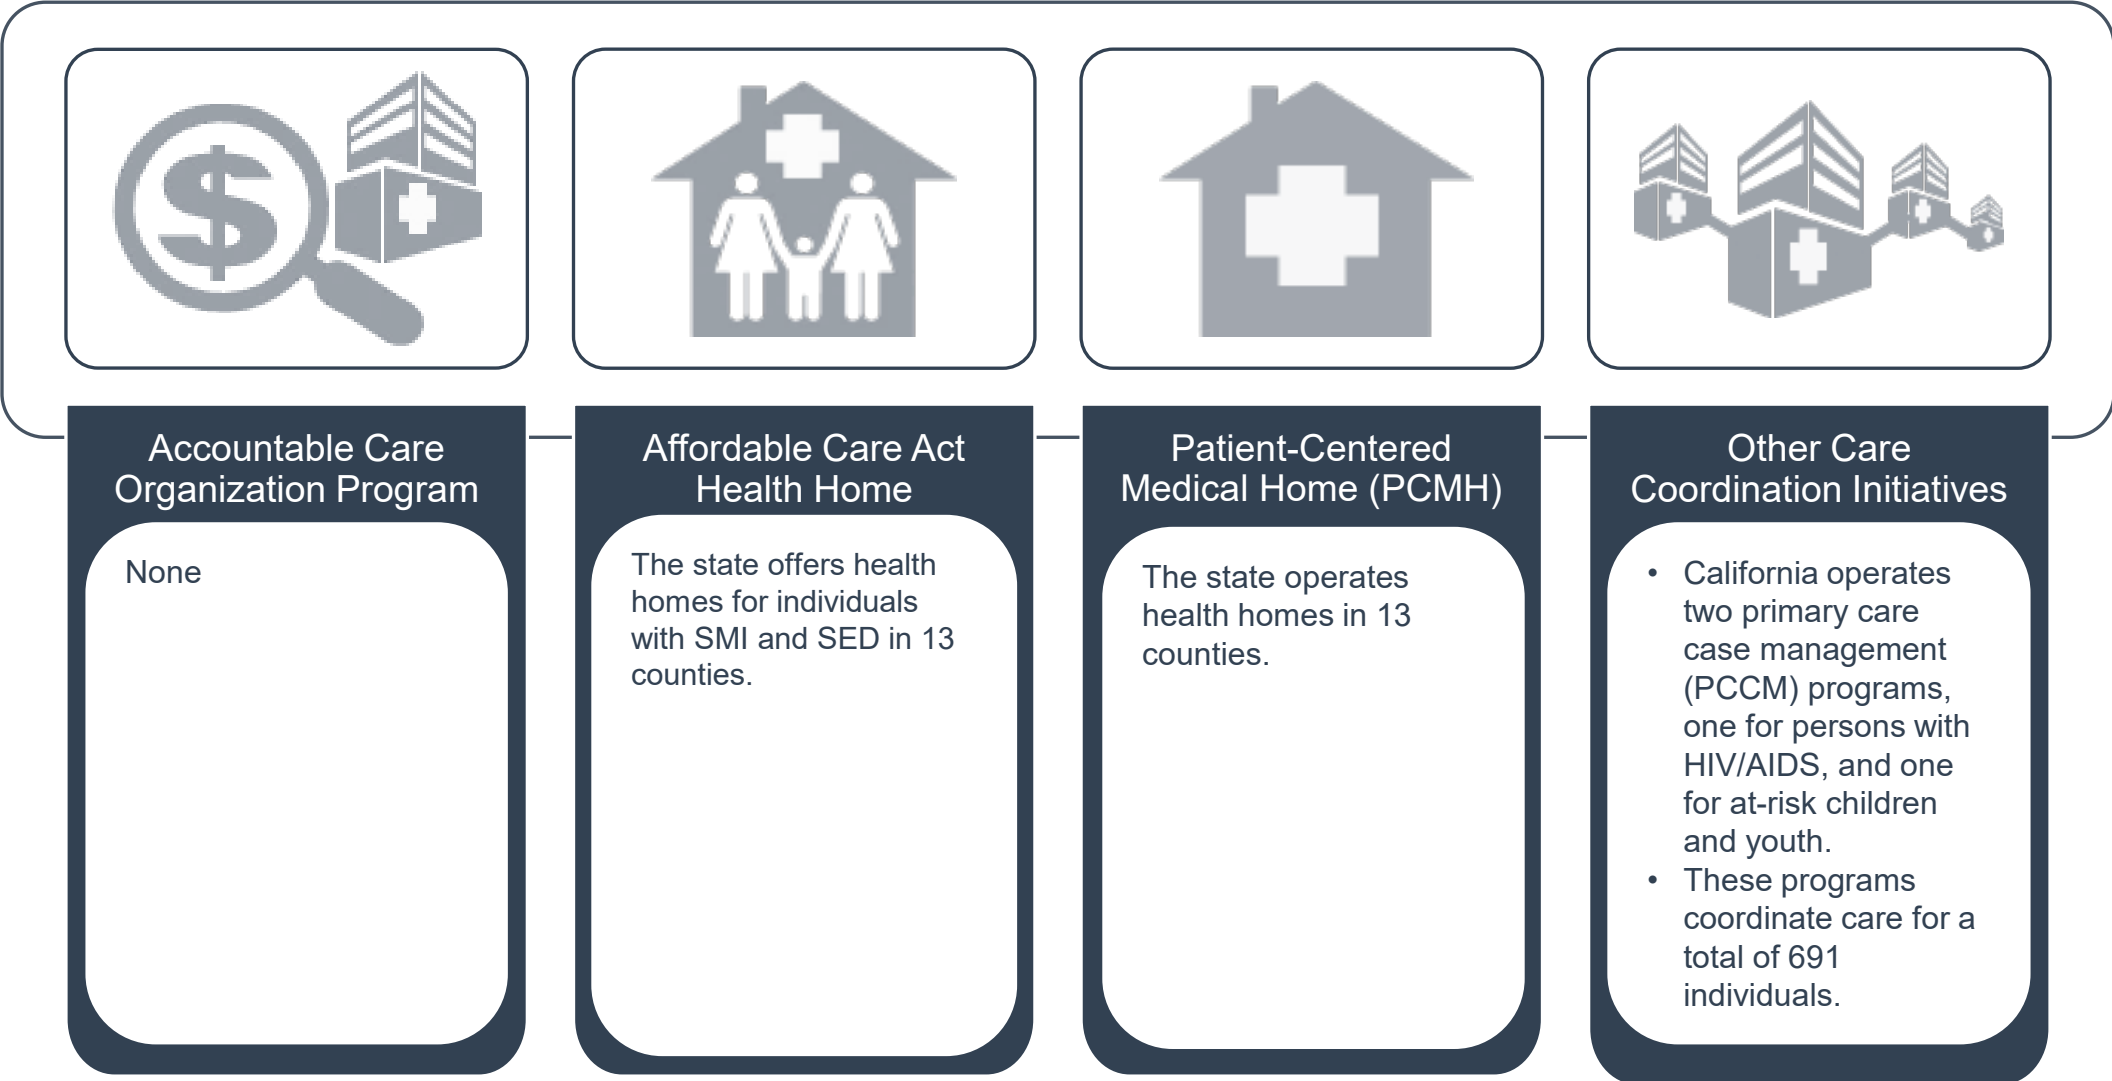 Accountable Care
Organization Program
None
Affordable Care Act
Health Home
The state offers health
homes for individuals
with SMI and SED in 13
counties.
Patient-Centered
Medical Home (PCMH)
The state operates
health homes in 13
counties.
Other Care
Coordination Initiatives
• California operates
two primary care
case management
(PCCM) programs,
one for persons with
HIV/AIDS, and one
for at-risk children
and youth.
• These programs
coordinate care for a
total of 691
individuals.